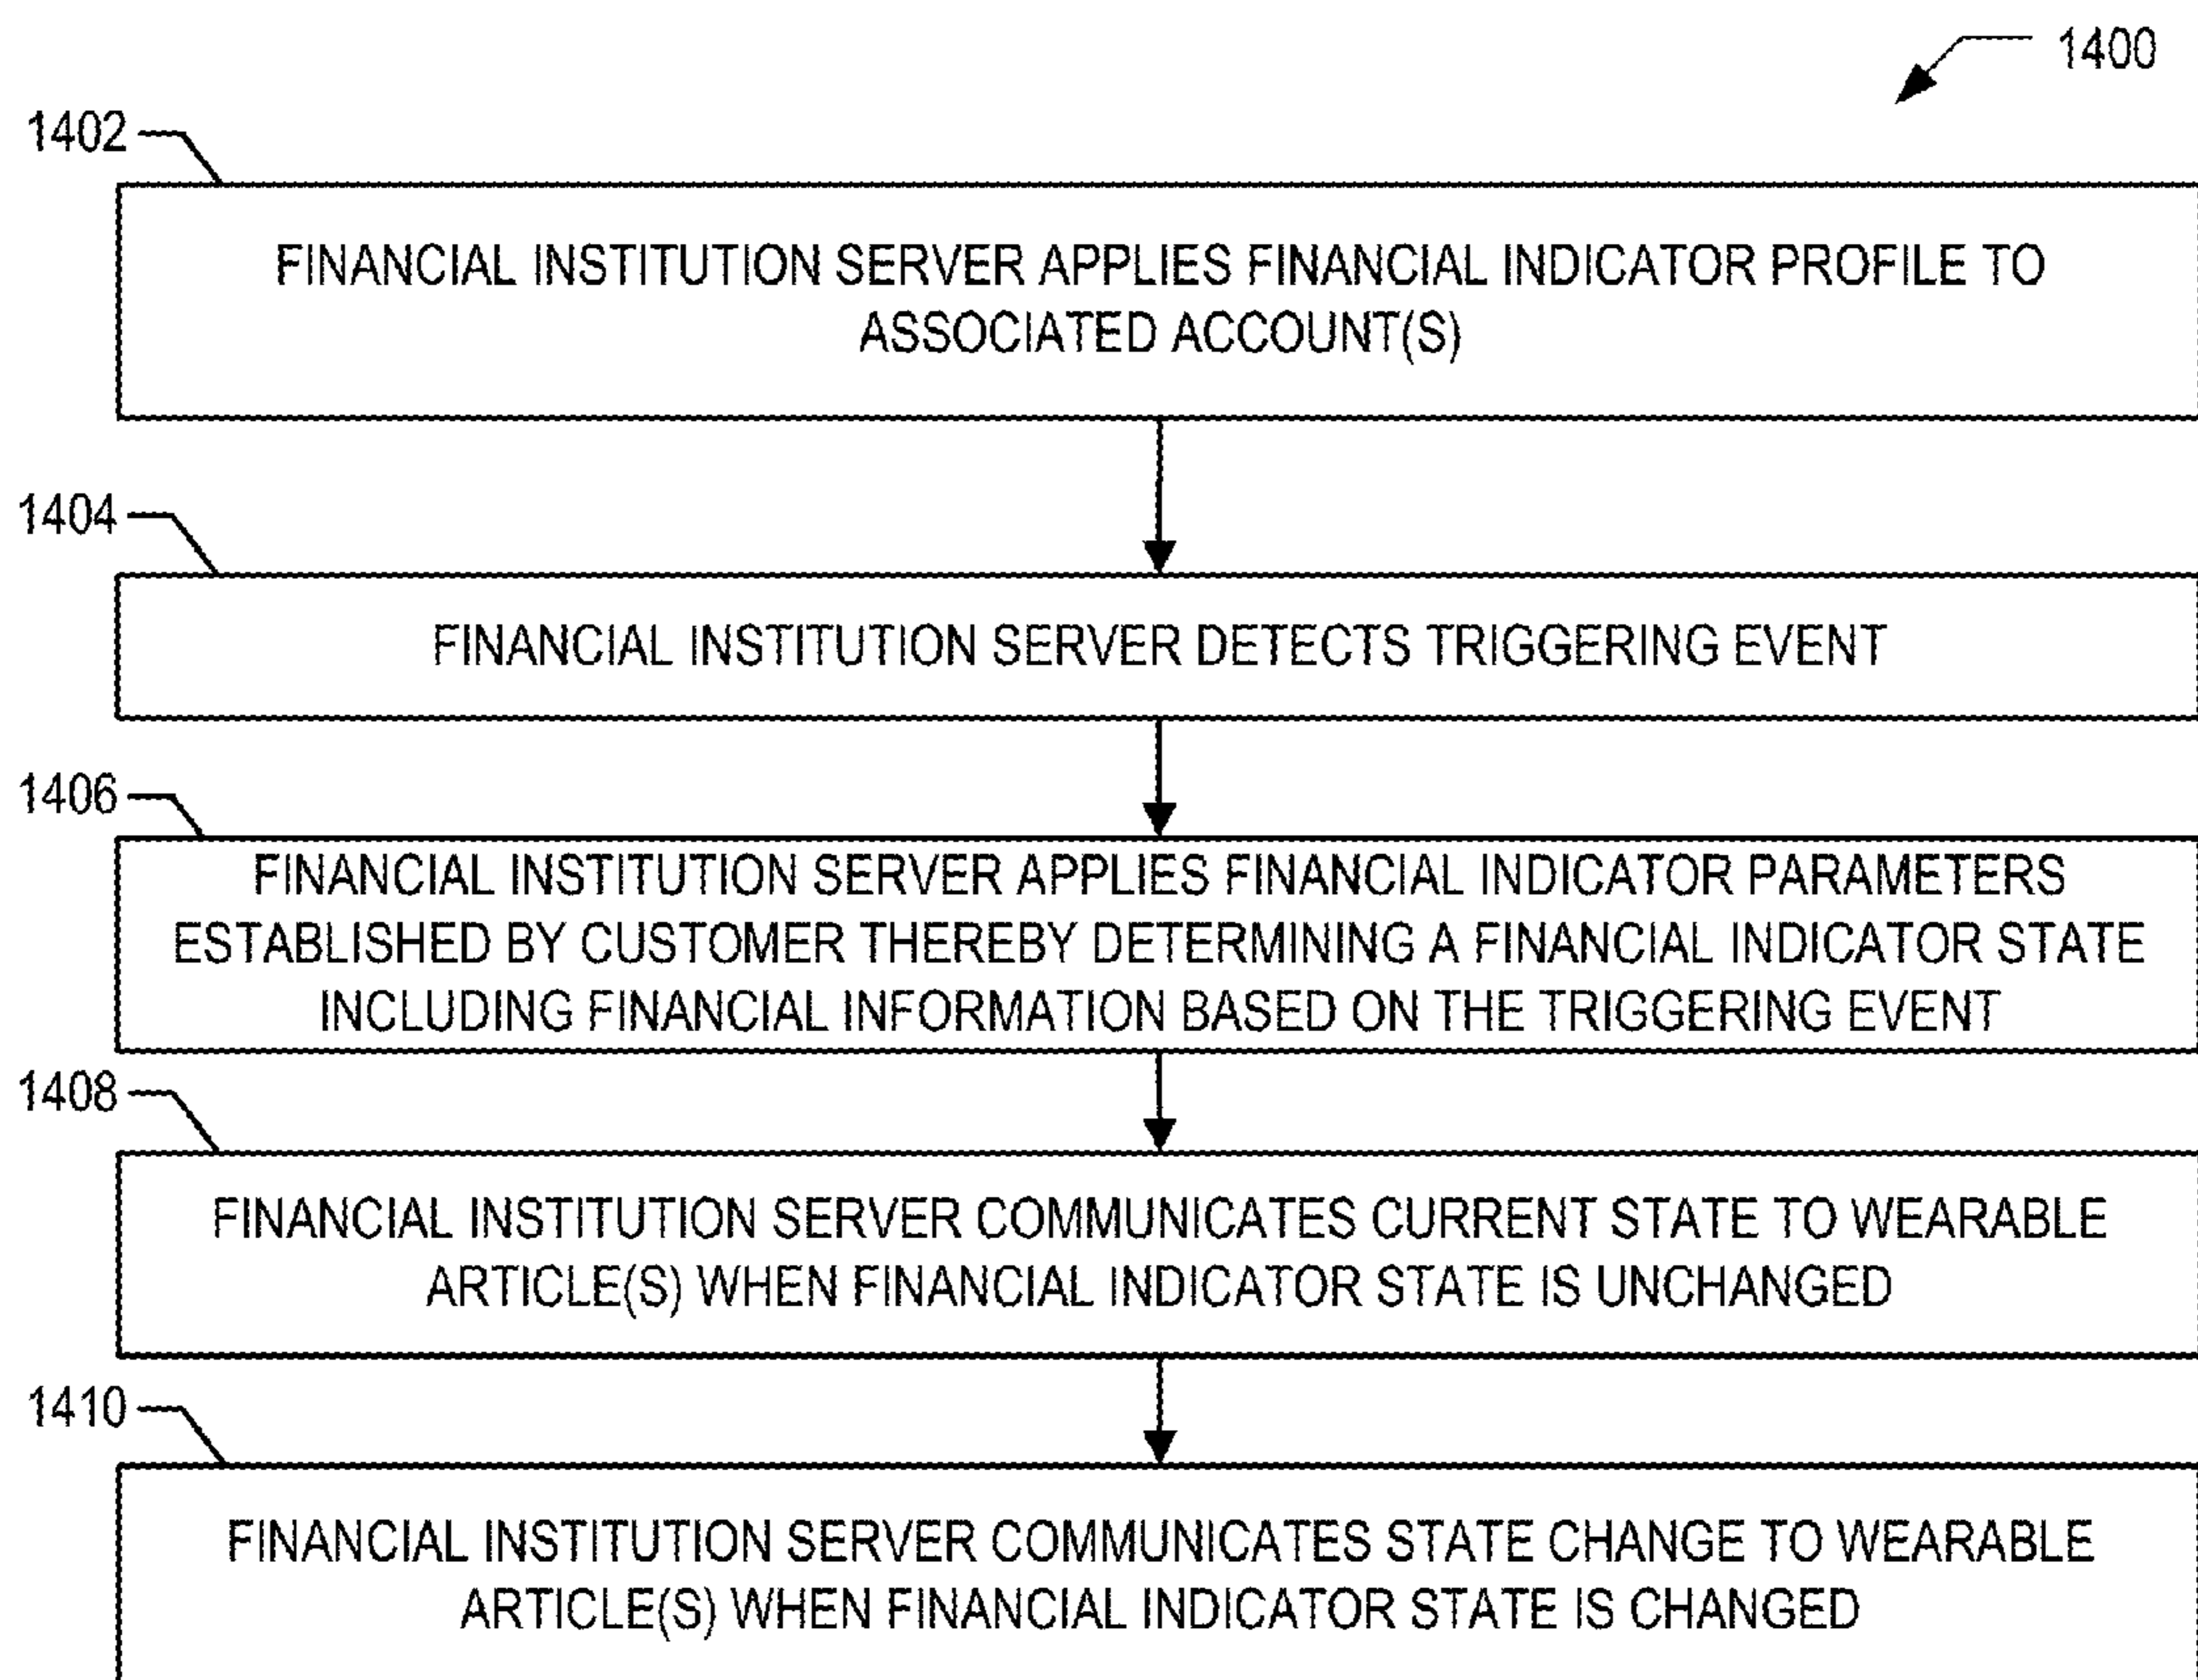 1400
1402
FINANCIAL INSTITUTION SERVER APPLIES FINANCIAL INDICATOR PROFILE TO
ASSOCIATED ACCOUNT(S)
1404
FINANCIAL INSTITUTION SERVER DETECTS TRIGGERING EVENT
1406
FINANCIAL INSTITUTION SERVER APPLIES FINANCIAL INDICATOR PARAMETERS
ESTABLISHED BY CUSTOMER THEREBY DETERMINING A FINANCIAL INDICATOR STATE
INCLUDING FINANCIAL INFORMATION BASED ON THE TRIGGERING EVENT
1408
FINANCIAL INSTITUTION SERVER COMMUNICATES CURRENT STATE TO WEARABLE
ARTICLE(S) WHEN FINANCIAL INDICATOR STATE IS UNCHANGED
1410
FINANCIAL INSTITUTION SERVER COMMUNICATES STATE CHANGE TO WEARABLE
ARTICLE(S) WHEN FINANCIAL INDICATOR STATE IS CHANGED